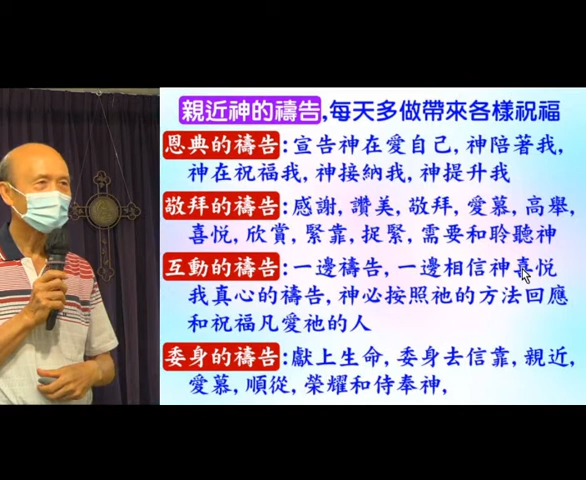 親近神的禱告,每天多做帶來各樣祝福
恩典的禱告:宣告神在愛自己, 神陪著我,
神在祝福我, 神接納我, 神提升我
敬拜的禱告:感謝, 讚美, 敬拜, 愛慕, 高舉,
喜悅, 欣賞, 緊靠, 捉緊, 需要和聆聽神
互動的禱告:一邊禱告, 一邊相信神喜悅
我真心的禱告, 神必按照祂的方法回應
和祝福凡愛祂的人
委身的禱告:獻上生命, 委身去信靠, 親近,
愛慕, 順從, 榮耀和侍奉神,